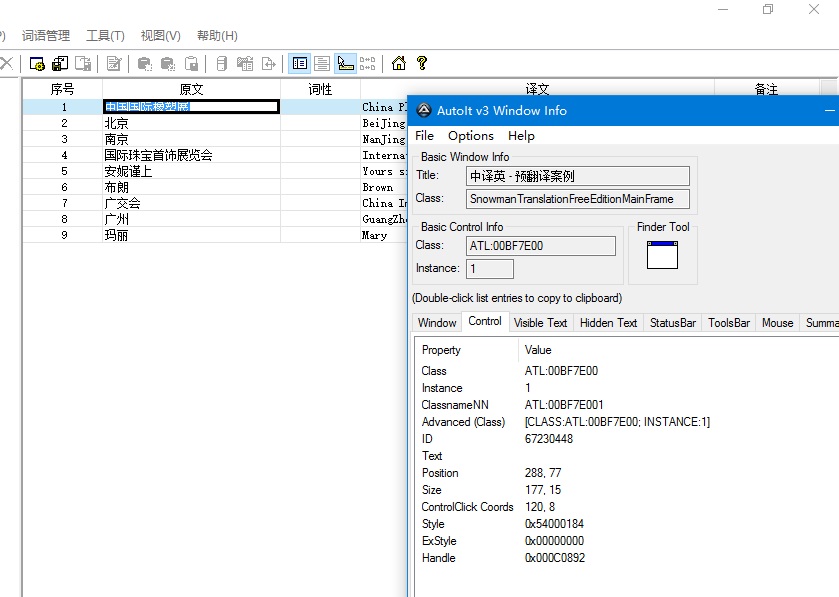 词语管理 工具(T) 视图(V) 帮助(H)
序号 原文 词性 译文 备注
1 中国国际橡塑展 China P
2 北京 BeiJing
3 南京 NanJing
4 国际珠宝首饰展览会 Interna
5 安妮谨上 Yours s
6 布朗 Brown
7 广交会 China I
8 广州 GuangZh
9 玛丽 Mary
AutoIt v3 Window Info
File Options Help
Basic Window Info
Title: 中译英 - 预翻译案例
Class: SnowmanTranslationFreeEditionMainFrame
Basic Control Info Finder Tool
Class: ATL:00BF7E00
Instance: 1
(Double-click list entries to copy to clipboard)
Window Control Visible Text Hidden Text StatusBar ToolsBar Mouse Summa
Property Value
Class ATL:00BF7E00
Instance 1
ClassnameNN ATL:00BF7E001
Advanced (Class) [CLASS:ATL:00BF7E00; INSTANCE:1]
ID 67230448
Text
Position 288, 77
Size 177, 15
ControlClick Coords 120, 8
Style 0x54000184
ExStyle 0x00000000
Handle 0x000C0892